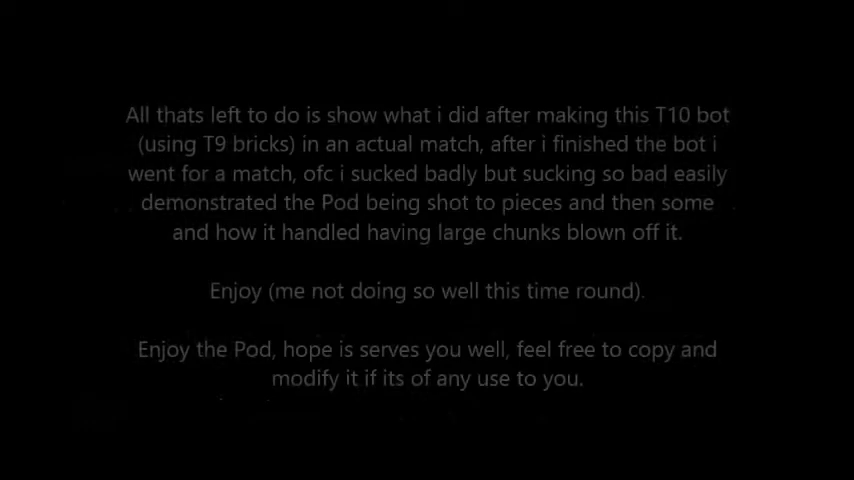 All thats left to do is show what i did after making this T10 bot
(using T9 bricks) in an actual match, after i finished the bot i
went for a match, ofc i sucked badly but sucking so bad easily
demonstrated the Pod being shot to pieces and then some
and how it handled having large chunks blown off it.
Enjoy (me not doing so well this time round).
Enjoy the Pod, hope is serves you well, feel free to copy and
modify it if its of any use to you.